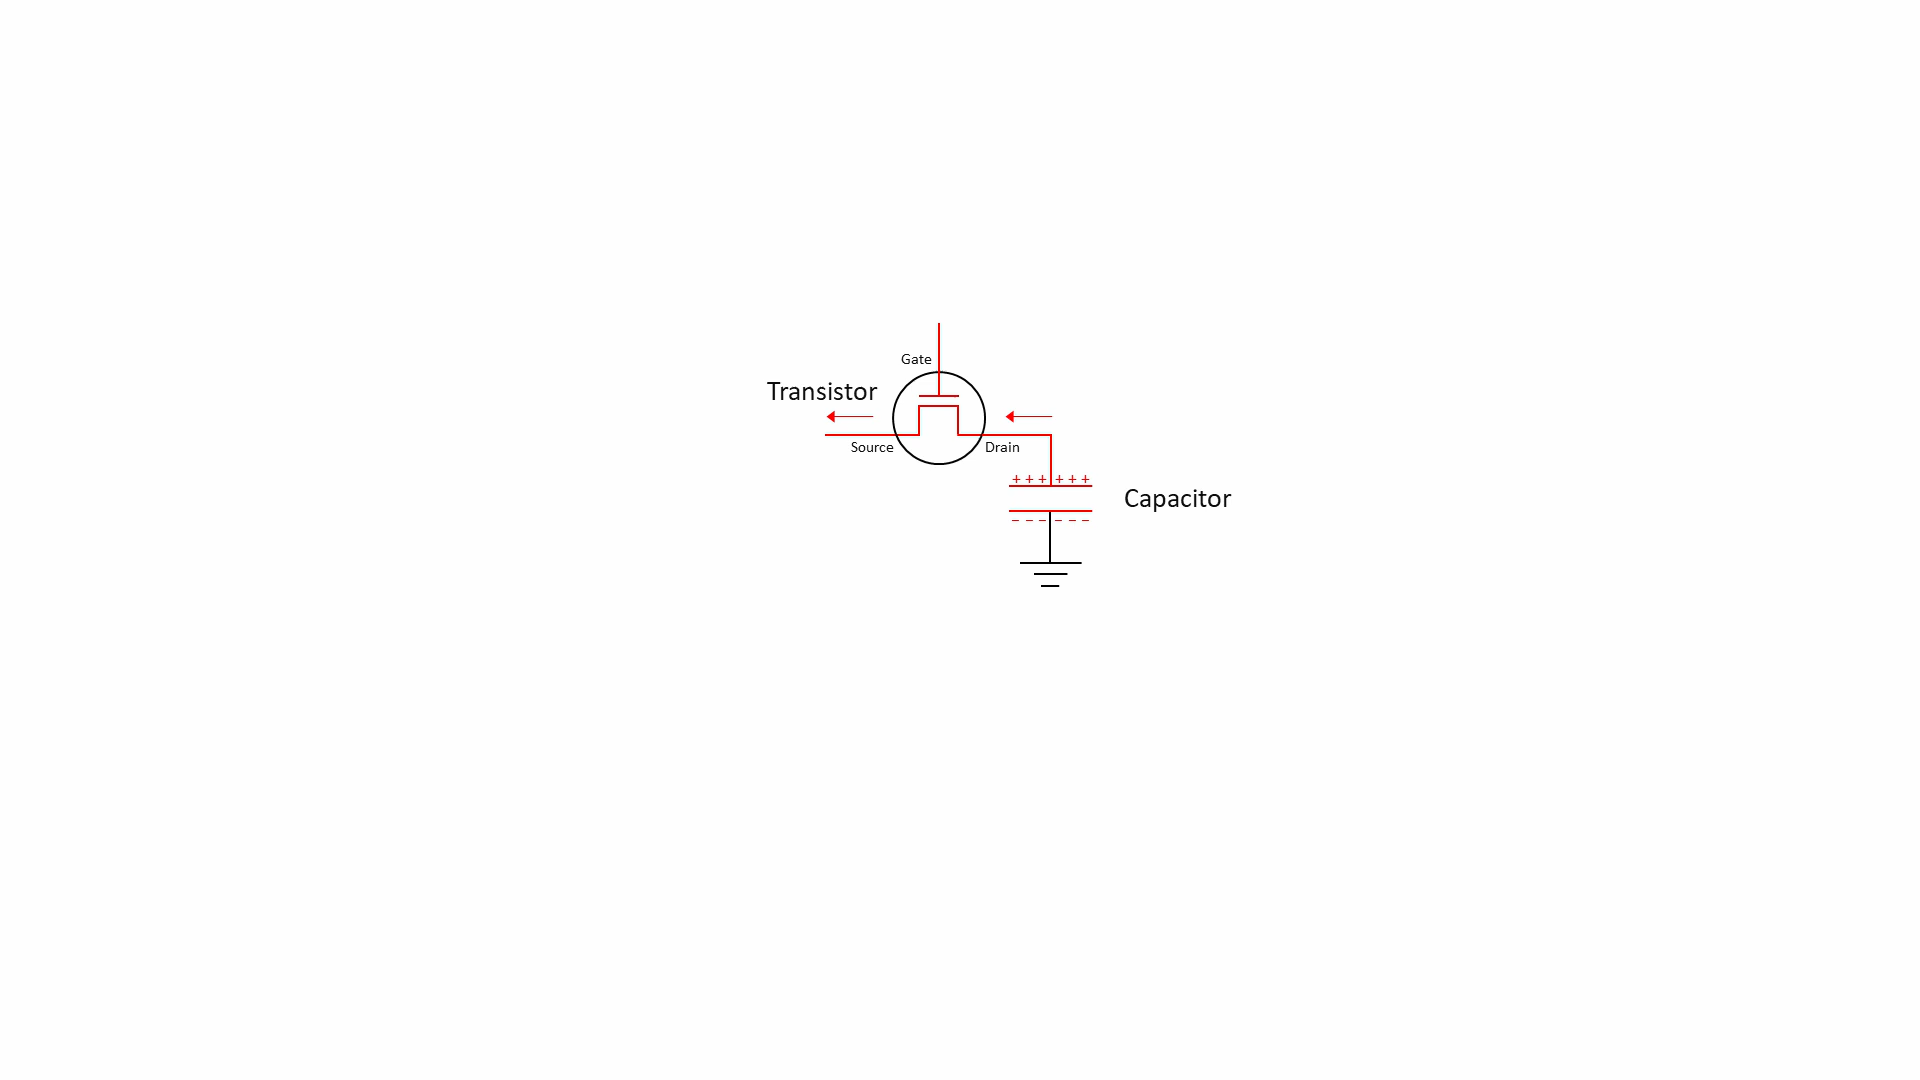 Gate
Transistor
Source
Drain
+ + + + + +
Capacitor
− − − − − −